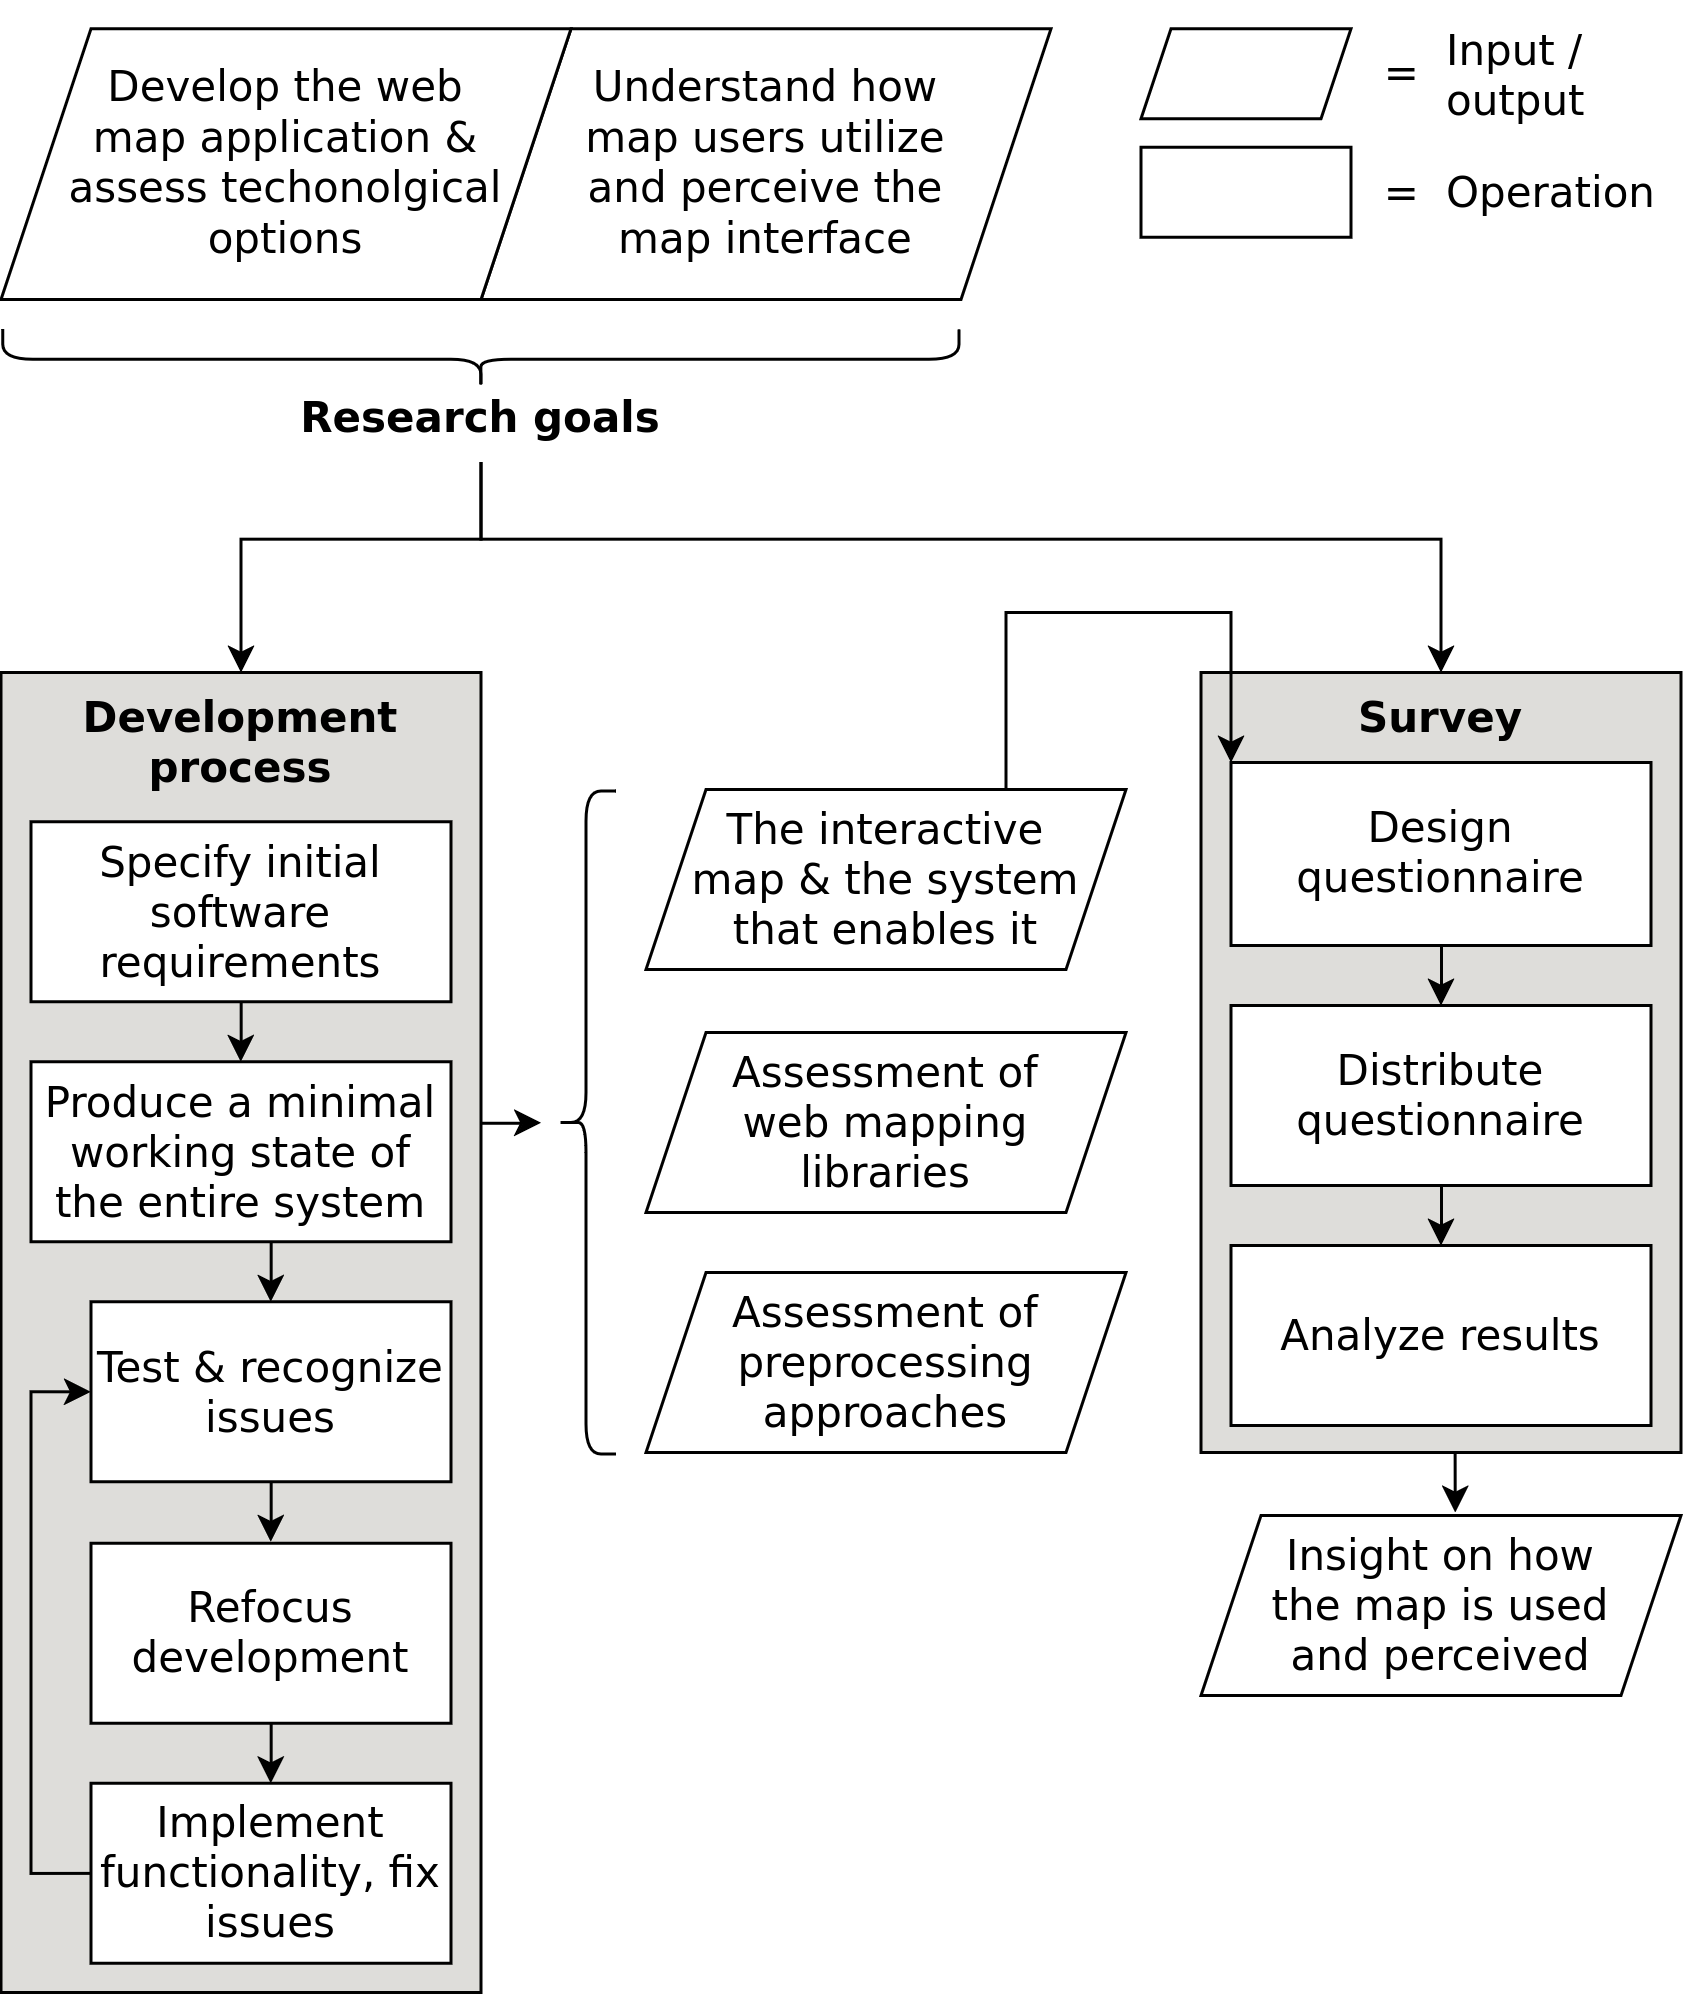 Develop the web
map application &
assess techonolgical
options
Understand how
map users utilize
and perceive the
map interface
=
Input /
output
=
Operation
Research goals
Development
process
Specify initial
software
requirements
Produce a minimal
working state of
the entire system
Test & recognize
issues
Refocus
development
Implement
functionality, fix
issues
The interactive
map & the system
that enables it
Assessment of
web mapping
libraries
Assessment of
preprocessing
approaches
Survey
Design
questionnaire
Distribute
questionnaire
Analyze results
Insight on how
the map is used
and perceived